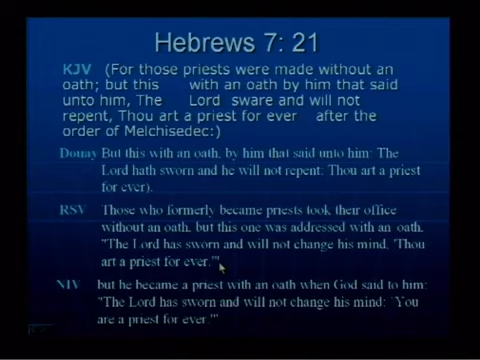 Hebrews 7: 21
KJV (For those priests were made without an
oath; but this with an oath by him that said
unto him, The Lord sware and will not
repent, Thou art a priest for ever after the
order of Melchisedec:)
Douay But this with an oath, by him that said unto him: The
Lord hath sworn and he will not repent: Thou art a priest
for ever).
RSV Those who formerly became priests took their office
without an oath, but this one was addressed with an oath,
"The Lord has sworn and will not change his mind, 'Thou
art a priest for ever.'"
NIV but he became a priest with an oath when God said to him:
"The Lord has sworn and will not change his mind: 'You
are a priest for ever.'"